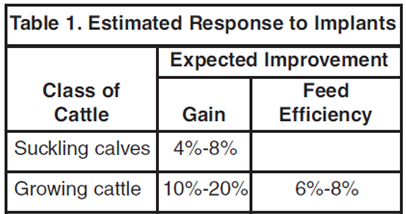 Table 1. Estimated Response to Implants
Expected Improvement
Class of Cattle
Gain
Feed Efficiency
Suckling calves 4%-8%
Growing cattle 10%-20% 6%-8%